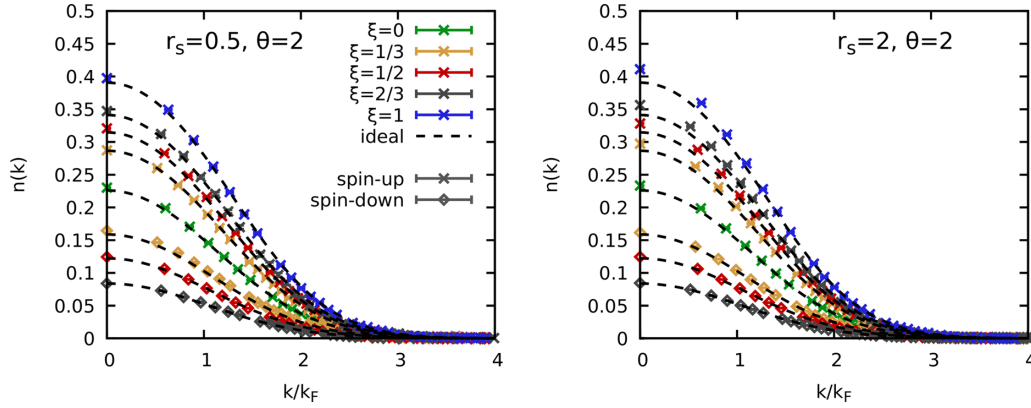 0.5
0.45
0.4
0.35
0.3
0.25
0.2
0.15
0.1
0.05
0
n(k)
r_s=0.5, θ=2
ξ=0
ξ=1/3
ξ=1/2
ξ=2/3
ξ=1
ideal
spin-up
spin-down
0 1 2 3 4
k/k_F
0.5
0.45
0.4
0.35
0.3
0.25
0.2
0.15
0.1
0.05
0
n(k)
r_s=2, θ=2
0 1 2 3 4
k/k_F